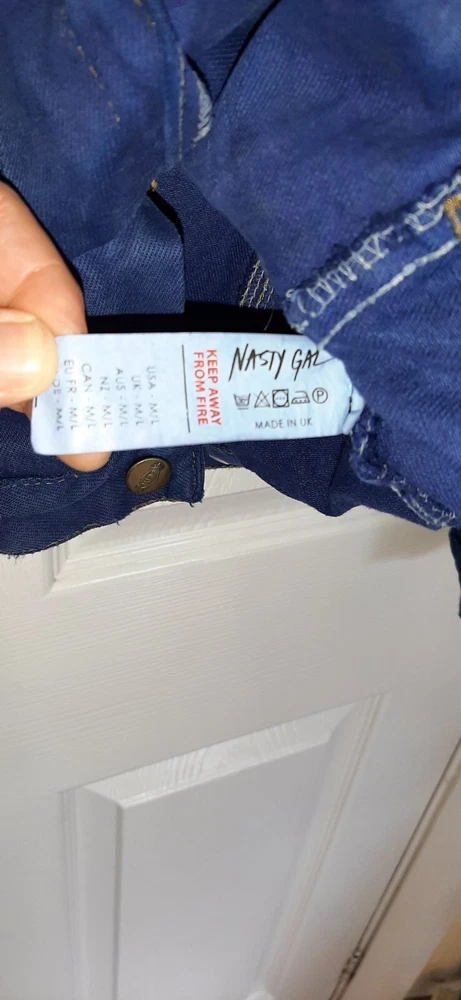 NASTY GAL
MADE IN UK
KEEP AWAY
FROM FIRE
USA - M/L
UK - M/L
AUS - M/L
NZ M/L
CAN - M/L
EU FR - M/L
DE - M/L